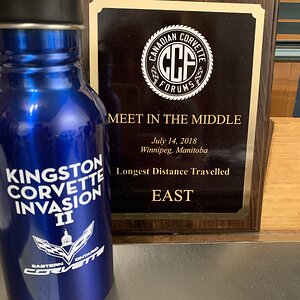 CANADIAN CORVETTE
CCF
FORUMS
MEET IN THE MIDDLE
July 14, 2018
Winnipeg, Manitoba
Longest Distance Travelled
EAST
KINGSTON
CORVETTE
INVASION
II
EASTERN ONTARIO
CORVETTE